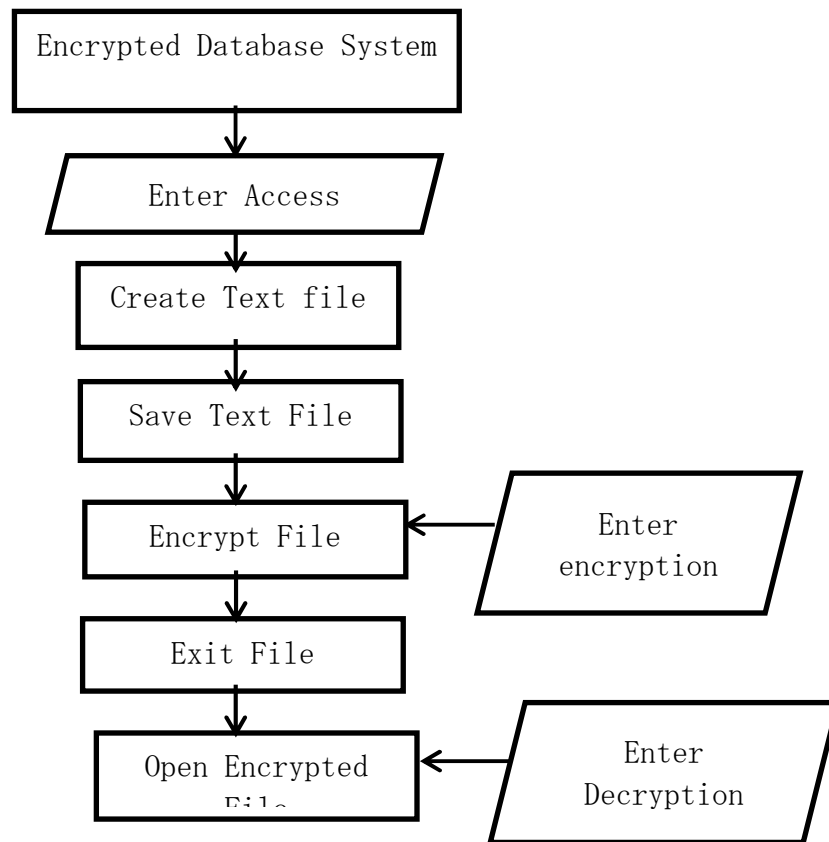 Encrypted Database System
Enter Access
Create Text file
Save Text File
Encrypt File
Enter
encryption
Exit File
Open Encrypted
File
Enter
Decryption